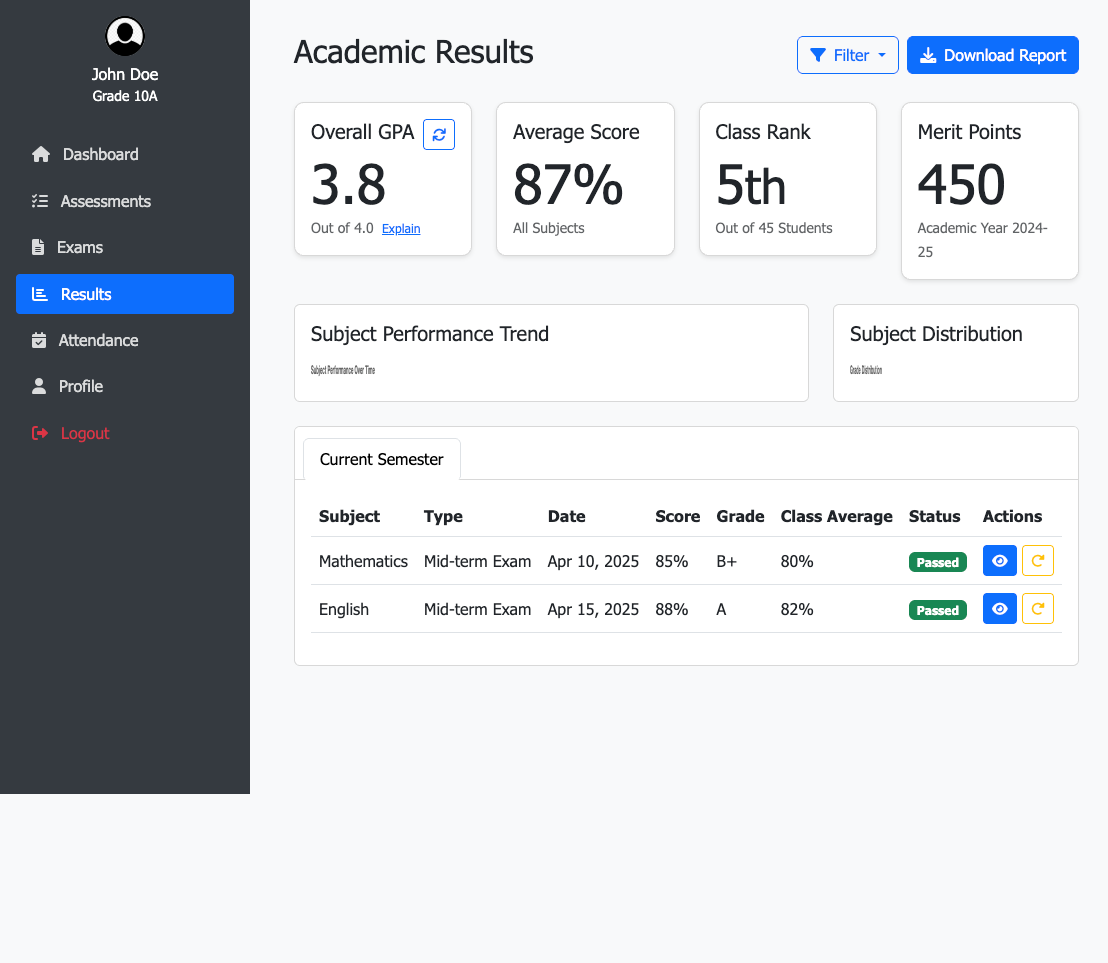 John Doe
Grade 10A
Dashboard
Assessments
Exams
Results
Attendance
Profile
Logout
Academic Results
Filter
Download Report
Overall GPA
3.8
Out of 4.0 Explain
Average Score
87%
All Subjects
Class Rank
5th
Out of 45 Students
Merit Points
450
Academic Year 2024-
25
Subject Performance Trend
Subject Performance Over Time
Subject Distribution
Grade Distribution
Current Semester
Subject Type Date Score Grade Class Average Status Actions
Mathematics Mid-term Exam Apr 10, 2025 85% B+ 80% Passed
English Mid-term Exam Apr 15, 2025 88% A 82% Passed